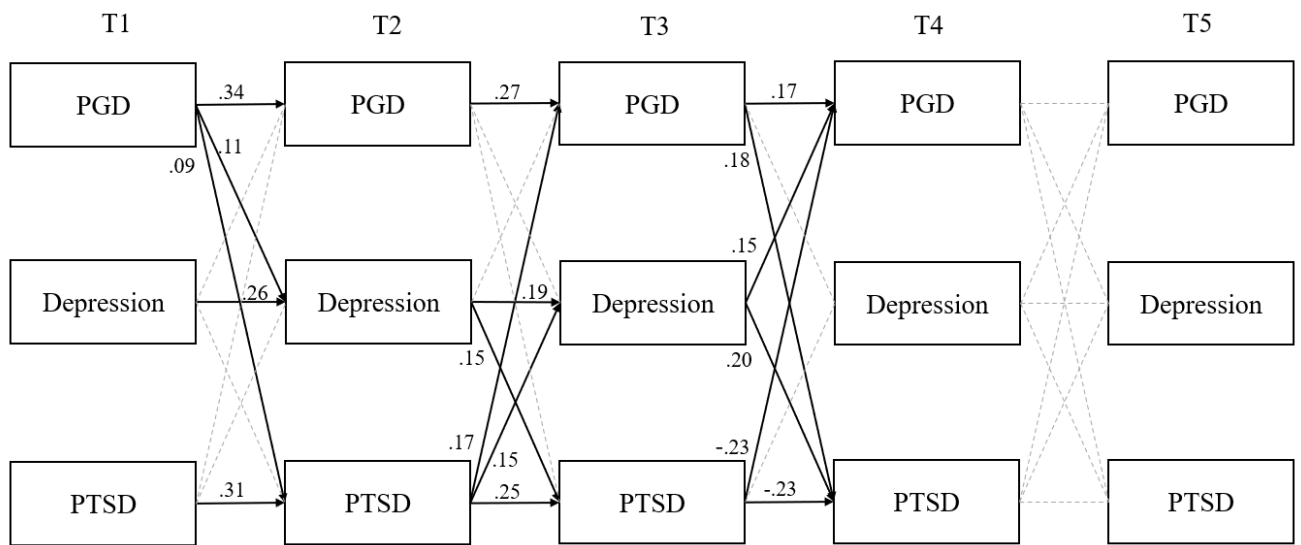 T1 T2 T3 T4 T5
PGD .34 PGD .27 PGD .17 PGD PGD
.11
.09 .18
.15
Depression .26 Depression .19 Depression Depression Depression
.15 .20
.17 -.23
.15
PTSD .31 PTSD .25 PTSD -.23 PTSD PTSD